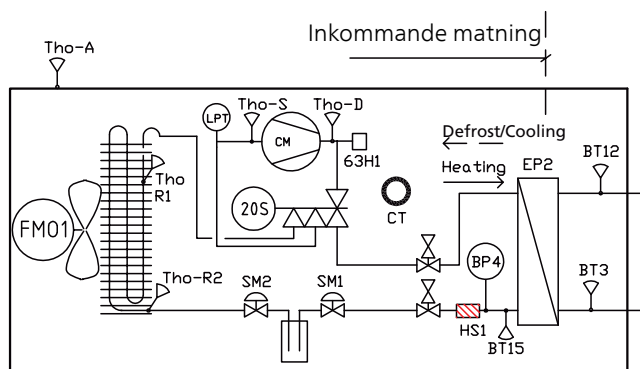 Inkommande matning
Tho-A
Tho-S
Tho-D
LPT
CM
63H1
Defrost/Cooling
Heating
EP2
BT12
Tho
R1
20S
CT
FM01
BP4
BT3
Tho-R2
SM2
SM1
HS1
BT15